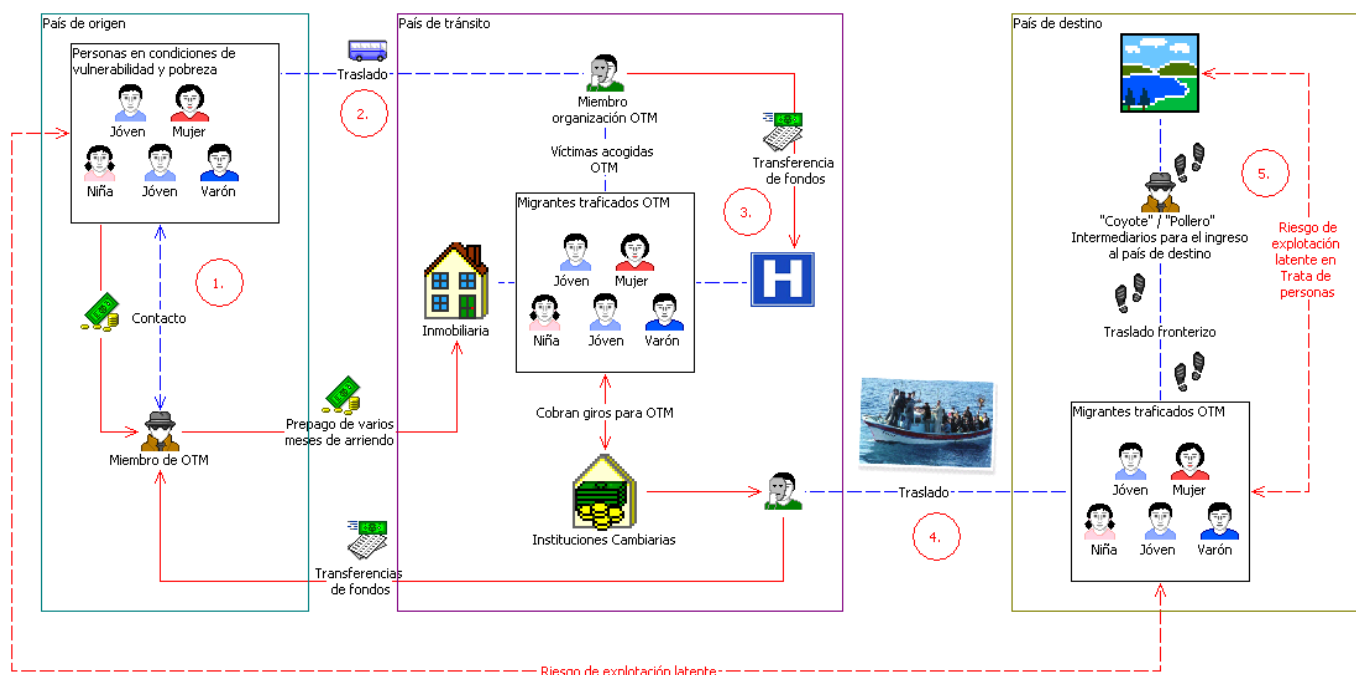 País de origen
Personas en condiciones de
vulnerabilidad y pobreza
Jóven
Mujer
Niña
Jóven
Varón
1.
Contacto
Miembro de OTM
Traslado
2.
Prepago de varios
meses de arriendo
Transferencias
de fondos
País de tránsito
Miembro
organización OTM
Víctimas acogidas
OTM
Transferencia
de fondos
3.
Migrantes traficados OTM
Jóven
Mujer
Niña
Jóven
Varón
Inmobiliaria
H
Cobran giros para OTM
Instituciones Cambiarias
Traslado
4.
País de destino
5.
"Coyote" / "Pollero"
Intermediarios para el ingreso
al país de destino
Riesgo de
explotación
latente en
Trata de
personas
Traslado fronterizo
Migrantes traficados OTM
Jóven
Mujer
Niña
Jóven
Varón
Riesgo de explotación latente